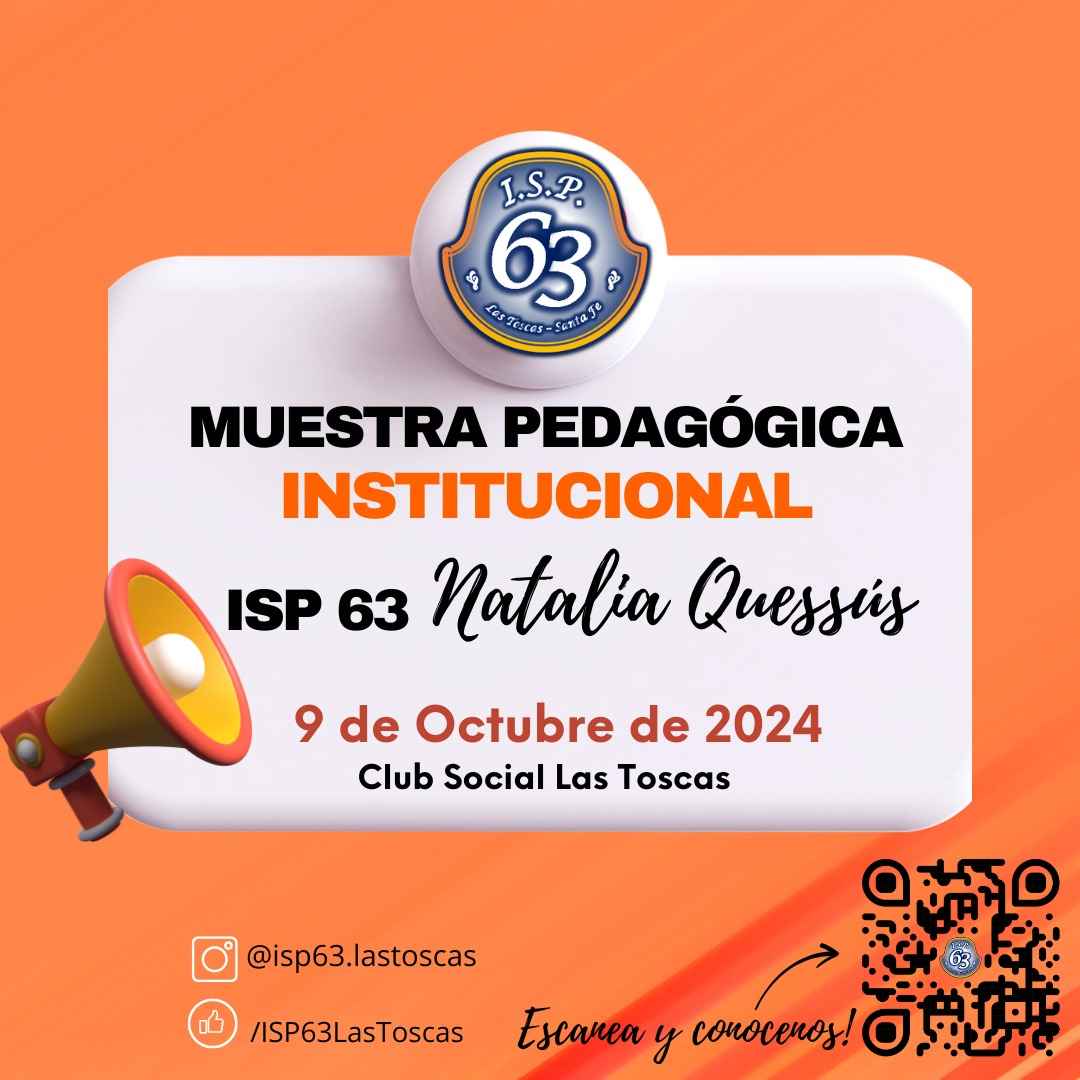 I.S.P.
63
Las Toscas - Santa Fe
MUESTRA PEDAGÓGICA
INSTITUCIONAL
ISP 63 Natalia Quessús
9 de Octubre de 2024
Club Social Las Toscas
@isp63.lastoscas
/ISP63LasToscas
Escanea y conocenos!
63